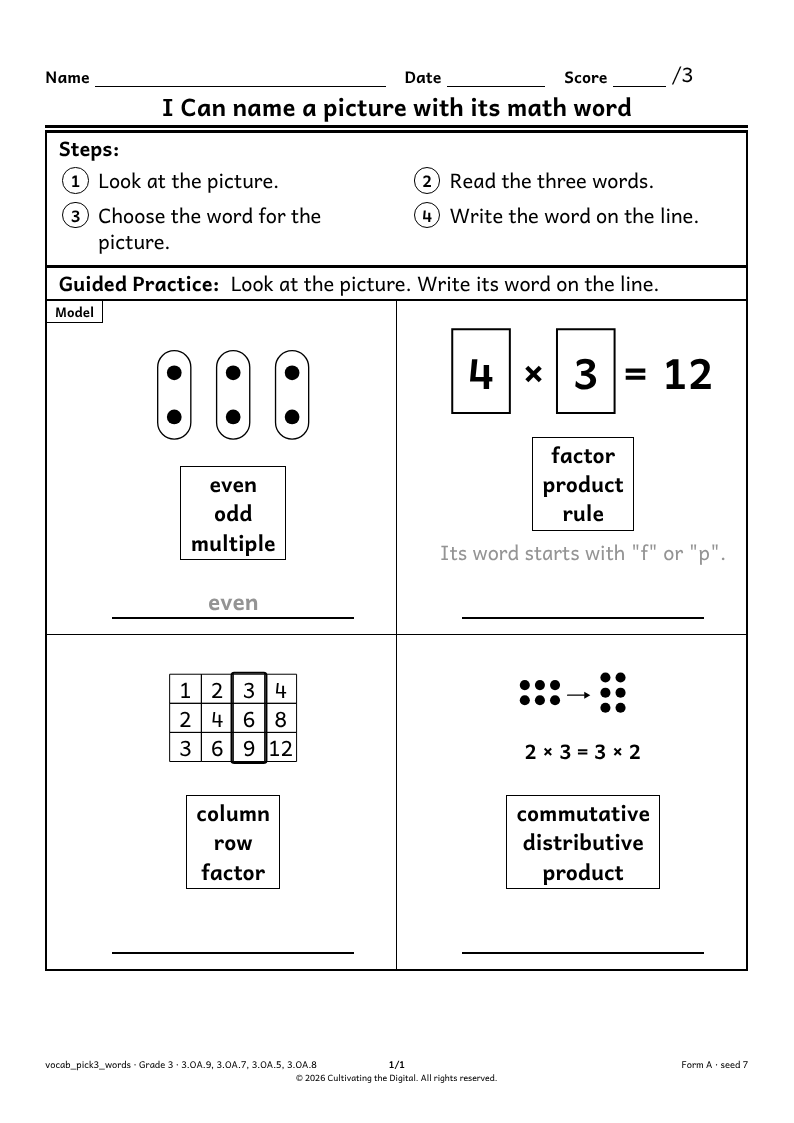 Name Date Score /3
I Can name a picture with its math word
Steps:
1 Look at the picture.
2 Read the three words.
3 Choose the word for the
picture.
4 Write the word on the line.
Guided Practice: Look at the picture. Write its word on the line.
Model
even
odd
multiple
even
4 × 3 = 12
factor
product
rule
Its word starts with "f" or "p".
1 2 3 4
2 4 6 8
3 6 9 12
column
row
factor
2 × 3 = 3 × 2
commutative
distributive
product
vocab_pick3_words · Grade 3 · 3.OA.9, 3.OA.7, 3.OA.5, 3.OA.8 1/1 Form A · seed 7
© 2026 Cultivating the Digital. All rights reserved.